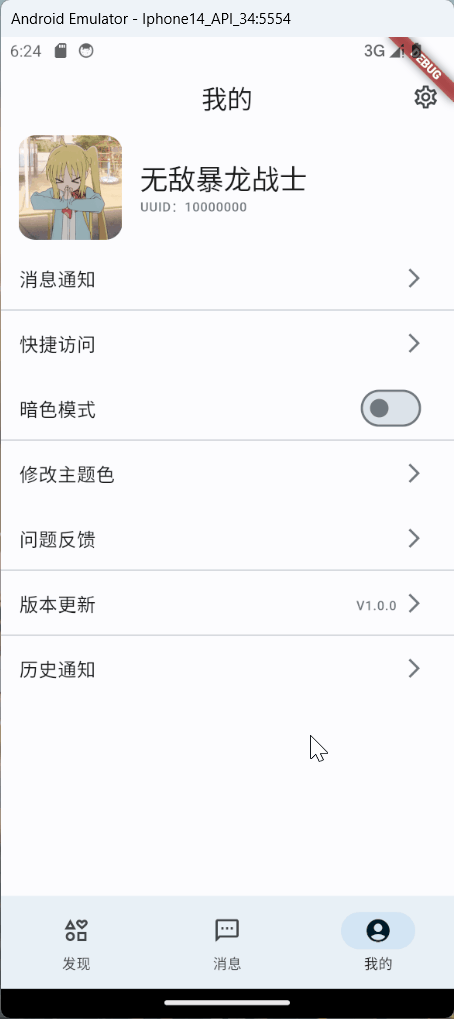 Android Emulator - Iphone14_API_34:5554
6:24 3G
我的
无敌暴龙战士
UUID：10000000
消息通知
快捷访问
暗色模式
修改主题色
问题反馈
版本更新 V1.0.0
历史通知
发现 消息 我的